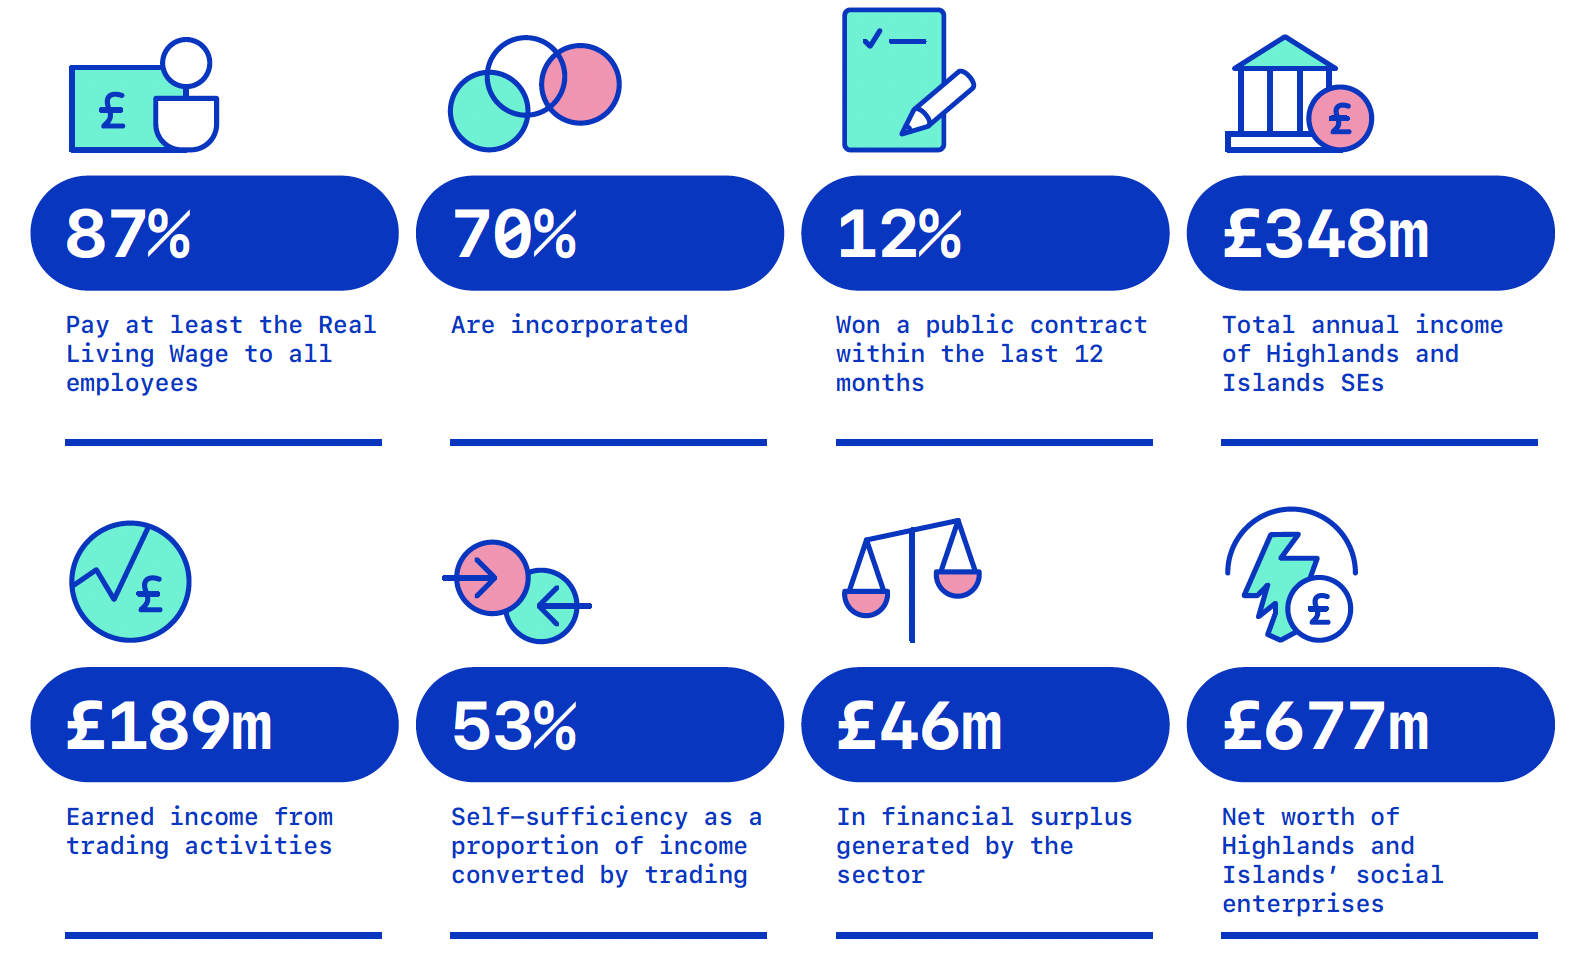 £
£
87%
70%
12%
£348m
Pay at least the Real
Living Wage to all
employees
Are incorporated
Won a public contract
within the last 12
months
Total annual income
of Highlands and
Islands SEs
£
£
£189m
53%
£46m
£677m
Earned income from
trading activities
Self–sufficiency as a
proportion of income
converted by trading
In financial surplus
generated by the
sector
Net worth of
Highlands and
Islands’ social
enterprises